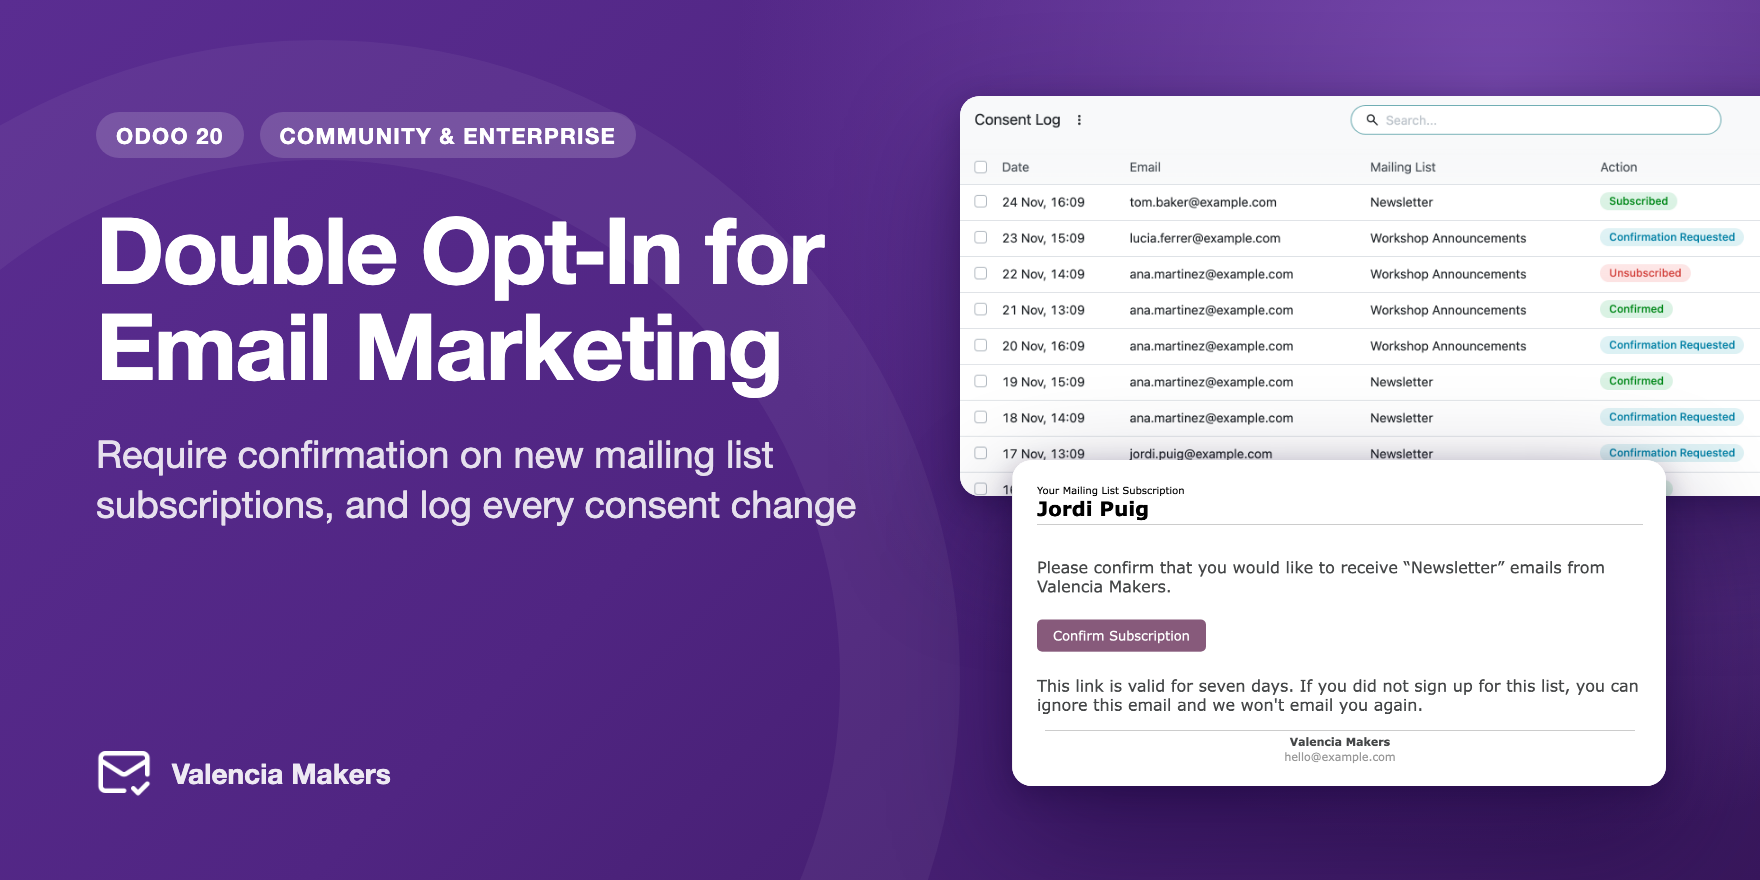 ODOO 20
COMMUNITY & ENTERPRISE
Double Opt-In for
Email Marketing
Require confirmation on new mailing list
subscriptions, and log every consent change
Valencia Makers
Consent Log
Search...
Date Email Mailing List Action
24 Nov, 16:09 tom.baker@example.com Newsletter Subscribed
23 Nov, 15:09 lucia.ferrer@example.com Workshop Announcements Confirmation Requested
22 Nov, 14:09 ana.martinez@example.com Workshop Announcements Unsubscribed
21 Nov, 13:09 ana.martinez@example.com Workshop Announcements Confirmed
20 Nov, 16:09 ana.martinez@example.com Workshop Announcements Confirmation Requested
19 Nov, 15:09 ana.martinez@example.com Newsletter Confirmed
18 Nov, 14:09 ana.martinez@example.com Newsletter Confirmation Requested
17 Nov, 13:09 jordi.puig@example.com Newsletter Confirmation Requested
Your Mailing List Subscription
Jordi Puig
Please confirm that you would like to receive “Newsletter” emails from
Valencia Makers.
Confirm Subscription
This link is valid for seven days. If you did not sign up for this list, you can
ignore this email and we won't email you again.
Valencia Makers
hello@example.com